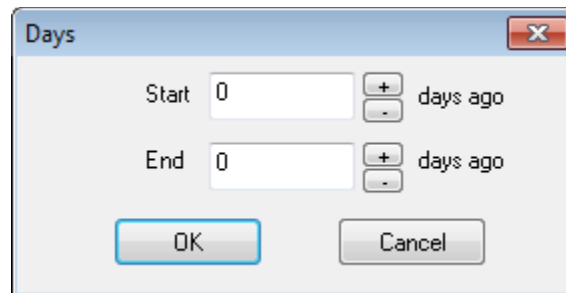 Days
Start 0 + days ago
-
End 0 + days ago
-
OK Cancel